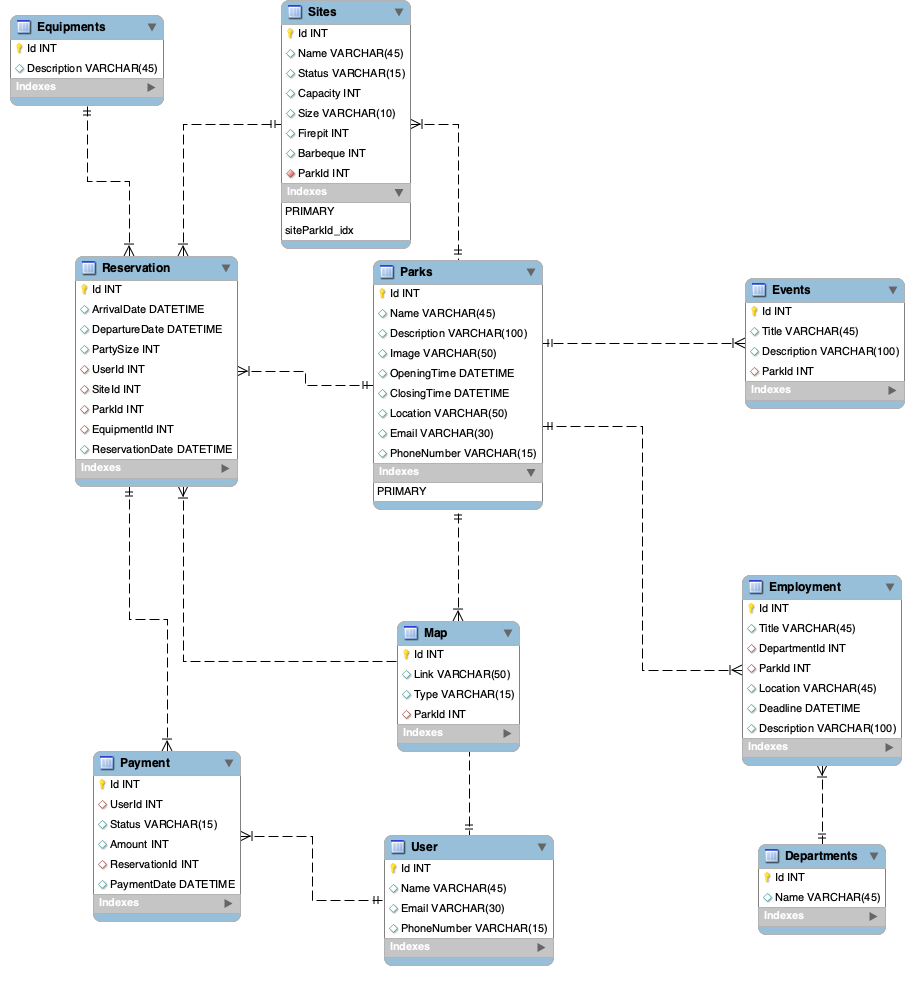 Equipments
Id INT
Description VARCHAR(45)
Indexes
Sites
Id INT
Name VARCHAR(45)
Status VARCHAR(15)
Capacity INT
Size VARCHAR(10)
Firepit INT
Barbeque INT
ParkId INT
Indexes
PRIMARY
siteParkId_idx
Reservation
Id INT
ArrivalDate DATETIME
DepartureDate DATETIME
PartySize INT
UserId INT
SiteId INT
ParkId INT
EquipmentId INT
ReservationDate DATETIME
Indexes
Parks
Id INT
Name VARCHAR(45)
Description VARCHAR(100)
Image VARCHAR(50)
OpeningTime DATETIME
ClosingTime DATETIME
Location VARCHAR(50)
Email VARCHAR(30)
PhoneNumber VARCHAR(15)
Indexes
PRIMARY
Events
Id INT
Title VARCHAR(45)
Description VARCHAR(100)
ParkId INT
Indexes
Employment
Id INT
Title VARCHAR(45)
DepartmentId INT
ParkId INT
Location VARCHAR(45)
Deadline DATETIME
Description VARCHAR(100)
Indexes
Map
Id INT
Link VARCHAR(50)
Type VARCHAR(15)
ParkId INT
Indexes
Payment
Id INT
UserId INT
Status VARCHAR(15)
Amount INT
ReservationId INT
PaymentDate DATETIME
Indexes
User
Id INT
Name VARCHAR(45)
Email VARCHAR(30)
PhoneNumber VARCHAR(15)
Indexes
Departments
Id INT
Name VARCHAR(45)
Indexes